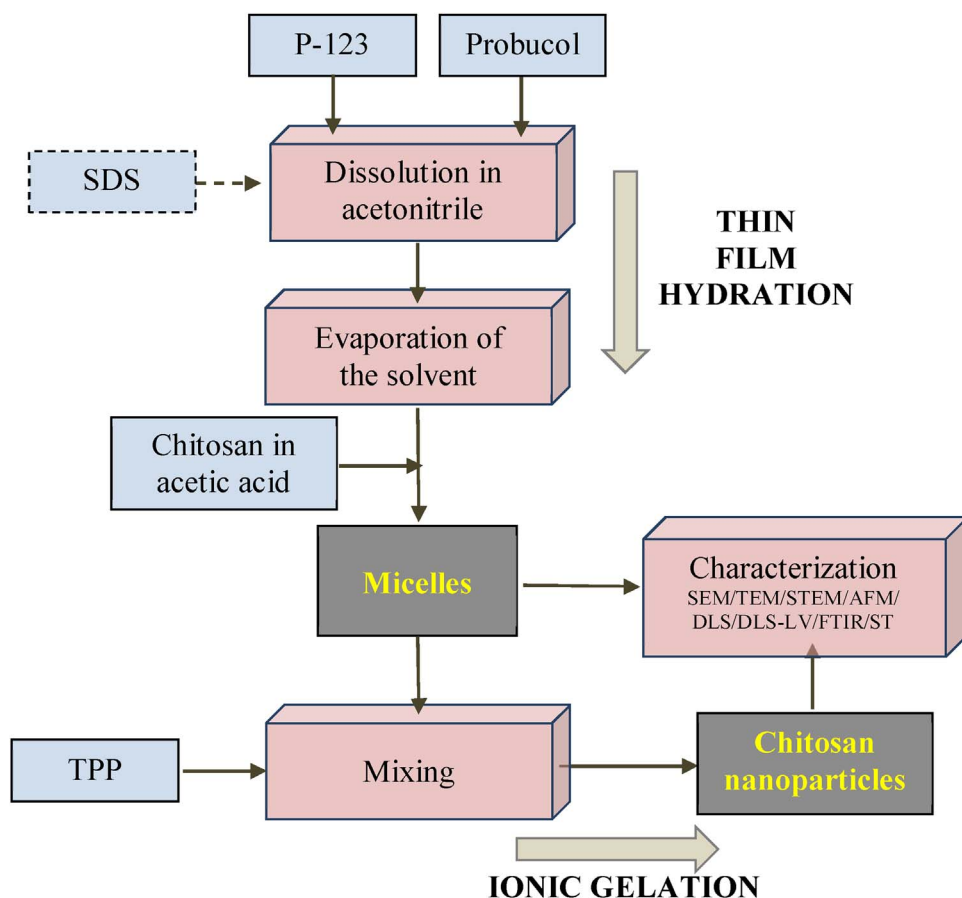 P-123
Probucol
SDS
Dissolution in
acetonitrile
THIN
FILM
HYDRATION
Evaporation of
the solvent
Chitosan in
acetic acid
Micelles
Characterization
SEM/TEM/STEM/AFM/
DLS/DLS-LV/FTIR/ST
TPP
Mixing
Chitosan
nanoparticles
IONIC GELATION